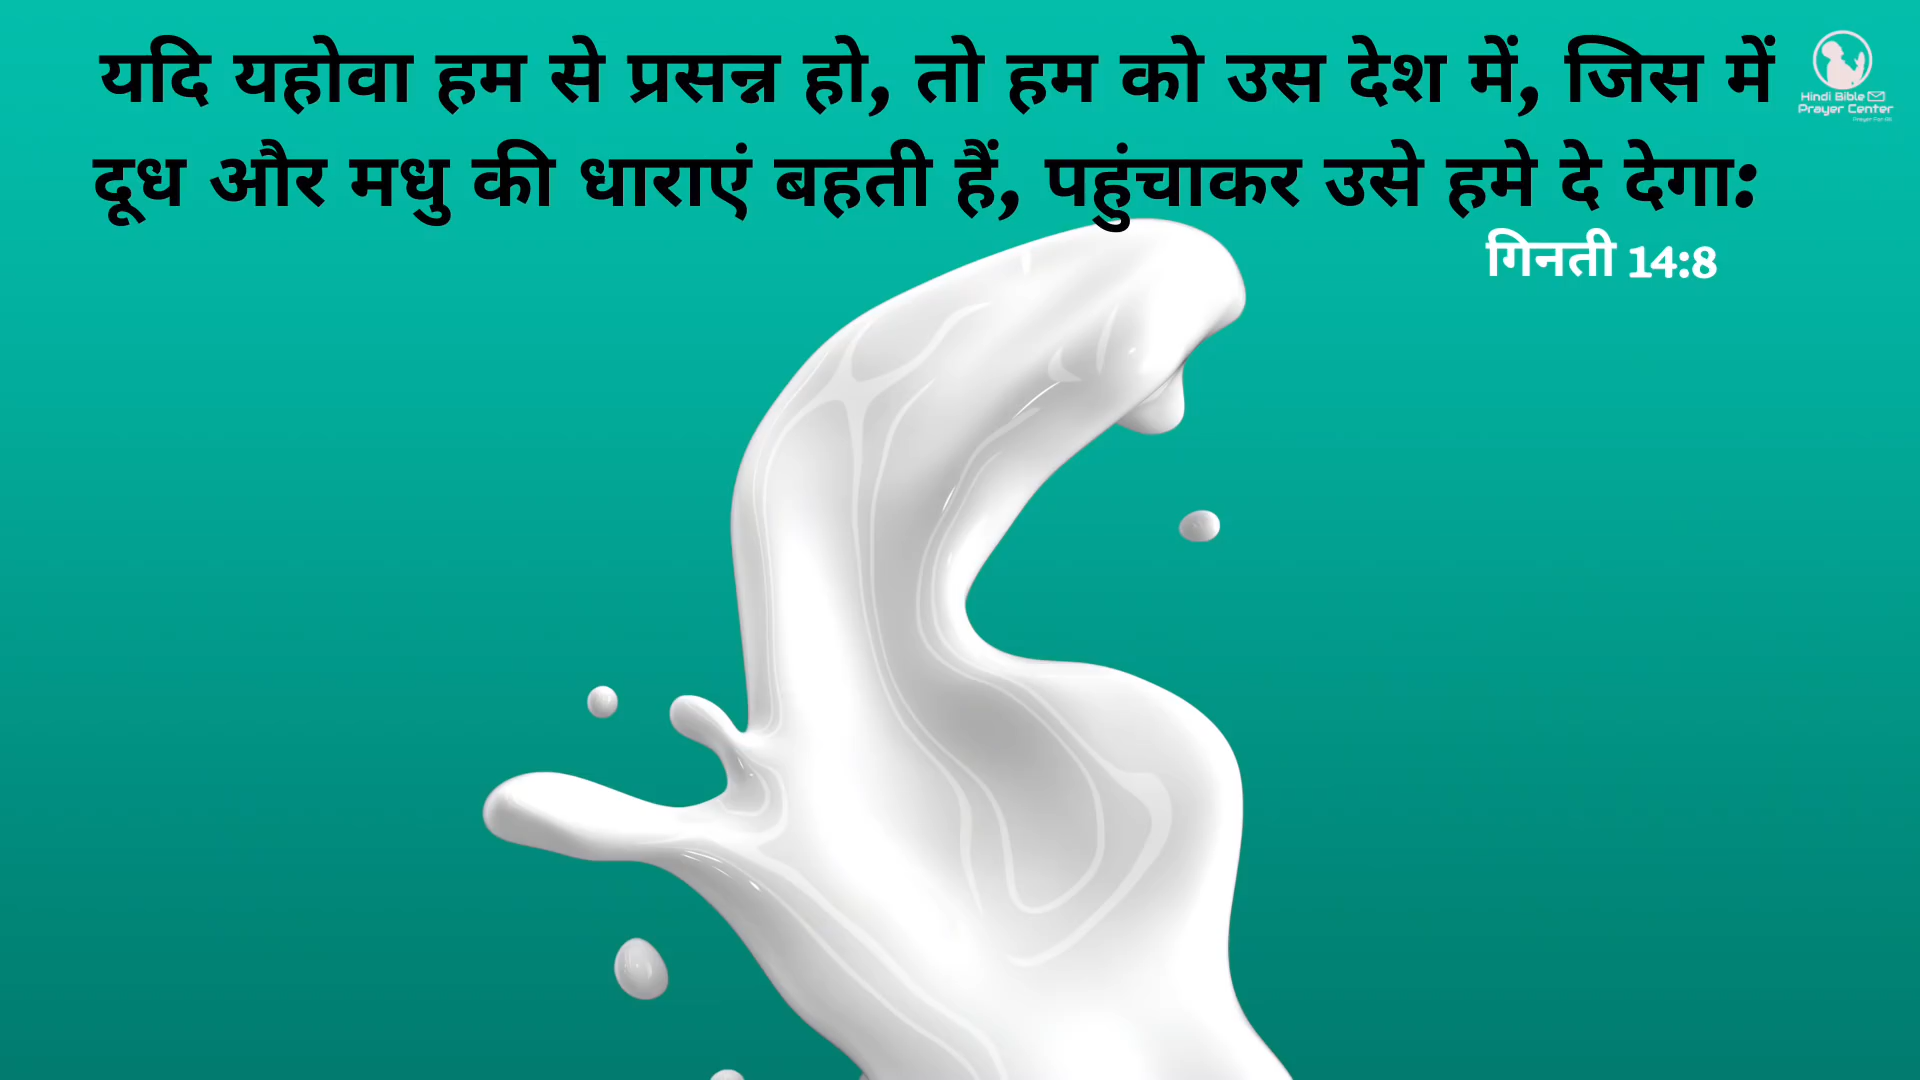 यदि यहोवा हम से प्रसन्न हो, तो हम को उस देश में, जिस में
दूध और मधु की धाराएं बहती हैं, पहुंचाकर उसे हमे दे देगा:
गिनती 14:8
Hindi Bible
Prayer Center